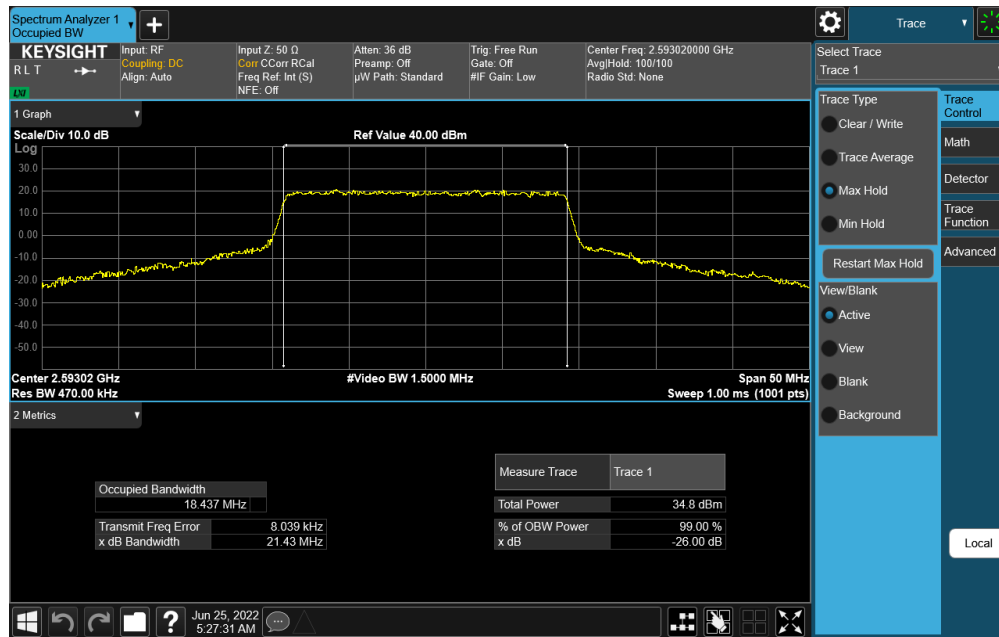 Spectrum Analyzer 1
Occupied BW
+
Trace
KEYSIGHT
R L T
LXI
Input: RF
Coupling: DC
Align: Auto
Input Z: 50 Ω
Corr CCorr RCal
Freq Ref: Int (S)
NFE: Off
Atten: 36 dB
Preamp: Off
µW Path: Standard
Trig: Free Run
Gate: Off
#IF Gain: Low
Center Freq: 2.593020000 GHz
Avg|Hold: 100/100
Radio Std: None
Select Trace
Trace 1
1 Graph
Scale/Div 10.0 dB
Ref Value 40.00 dBm
Log
30.0
20.0
10.0
0.00
-10.0
-20.0
-30.0
-40.0
-50.0
Center 2.59302 GHz
#Video BW 1.5000 MHz
Span 50 MHz
Res BW 470.00 kHz
Sweep 1.00 ms (1001 pts)
2 Metrics
Occupied Bandwidth
18.437 MHz
Transmit Freq Error 8.039 kHz
x dB Bandwidth 21.43 MHz
Measure Trace Trace 1
Total Power 34.8 dBm
% of OBW Power 99.00 %
x dB -26.00 dB
Trace Type
Clear / Write
Trace Average
Max Hold
Min Hold
Restart Max Hold
View/Blank
Active
View
Blank
Background
Trace
Control
Math
Detector
Trace
Function
Advanced
Local
?
Jun 25, 2022
5:27:31 AM